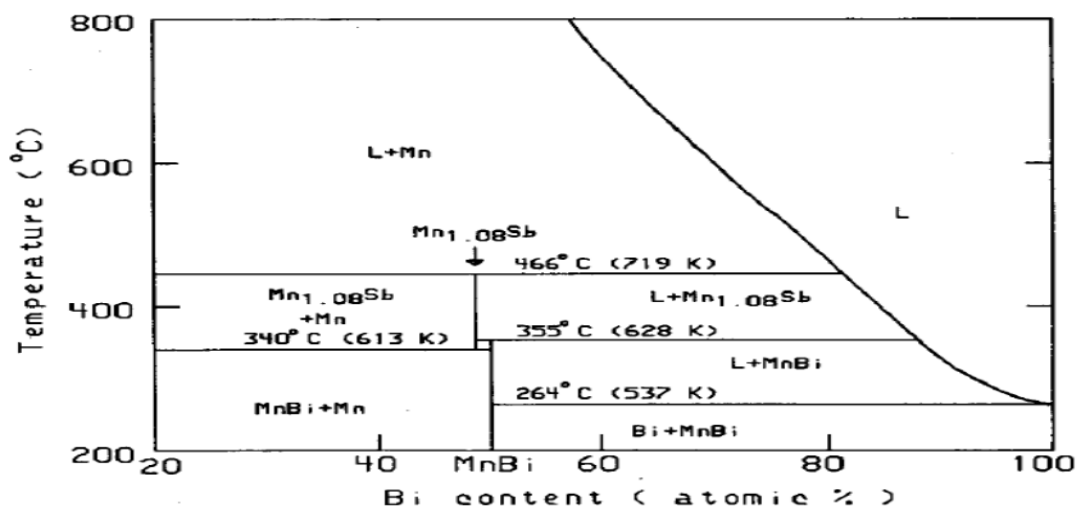 800
600
400
200
Temperature (°C)
L+Mn
L
Mn1.08Sb
466°C (719 K)
Mn1.08Sb
+Mn
L+Mn1.08Sb
340°C (613 K)
355°C (628 K)
L+MnBi
264°C (537 K)
MnBi+Mn
Bi+MnBi
20 40 MnBi 60 80 100
Bi content ( atomic % )